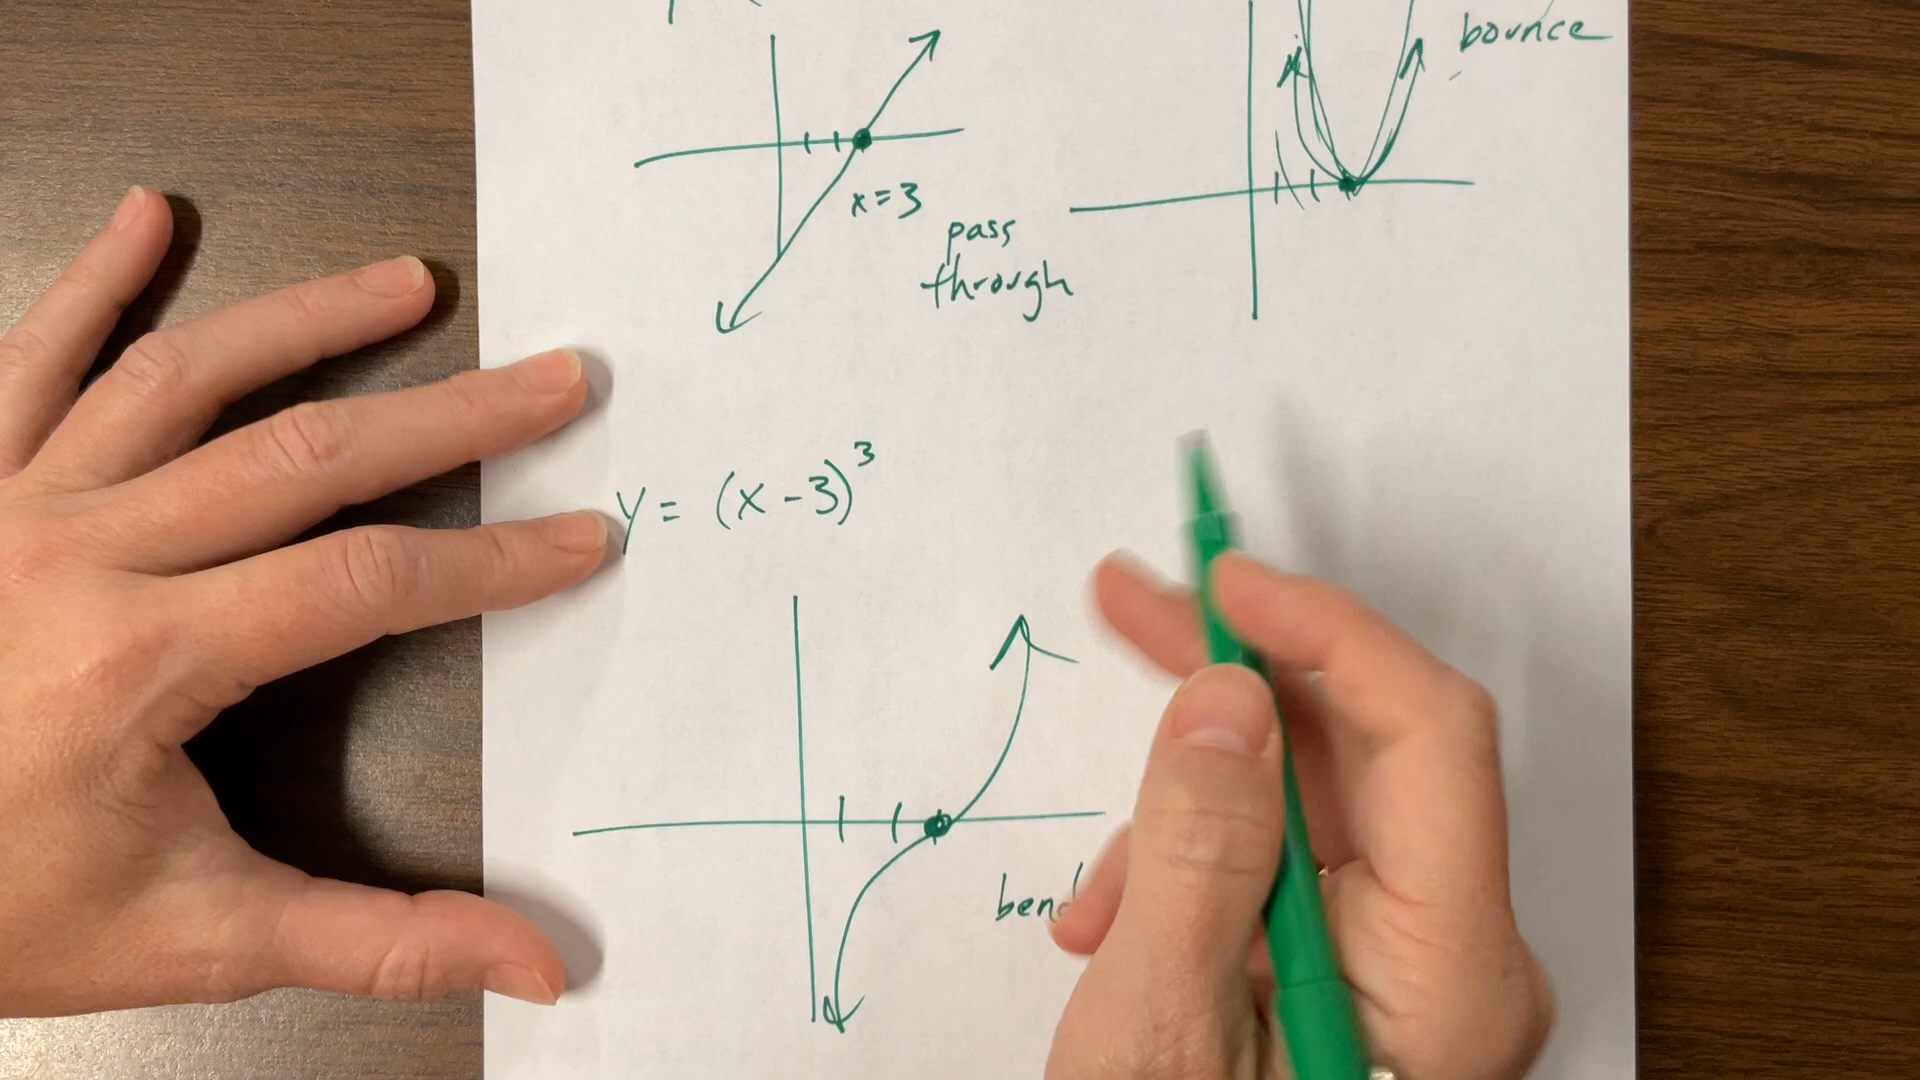 bounce
x=3
pass
through
y = (x-3)³
bend